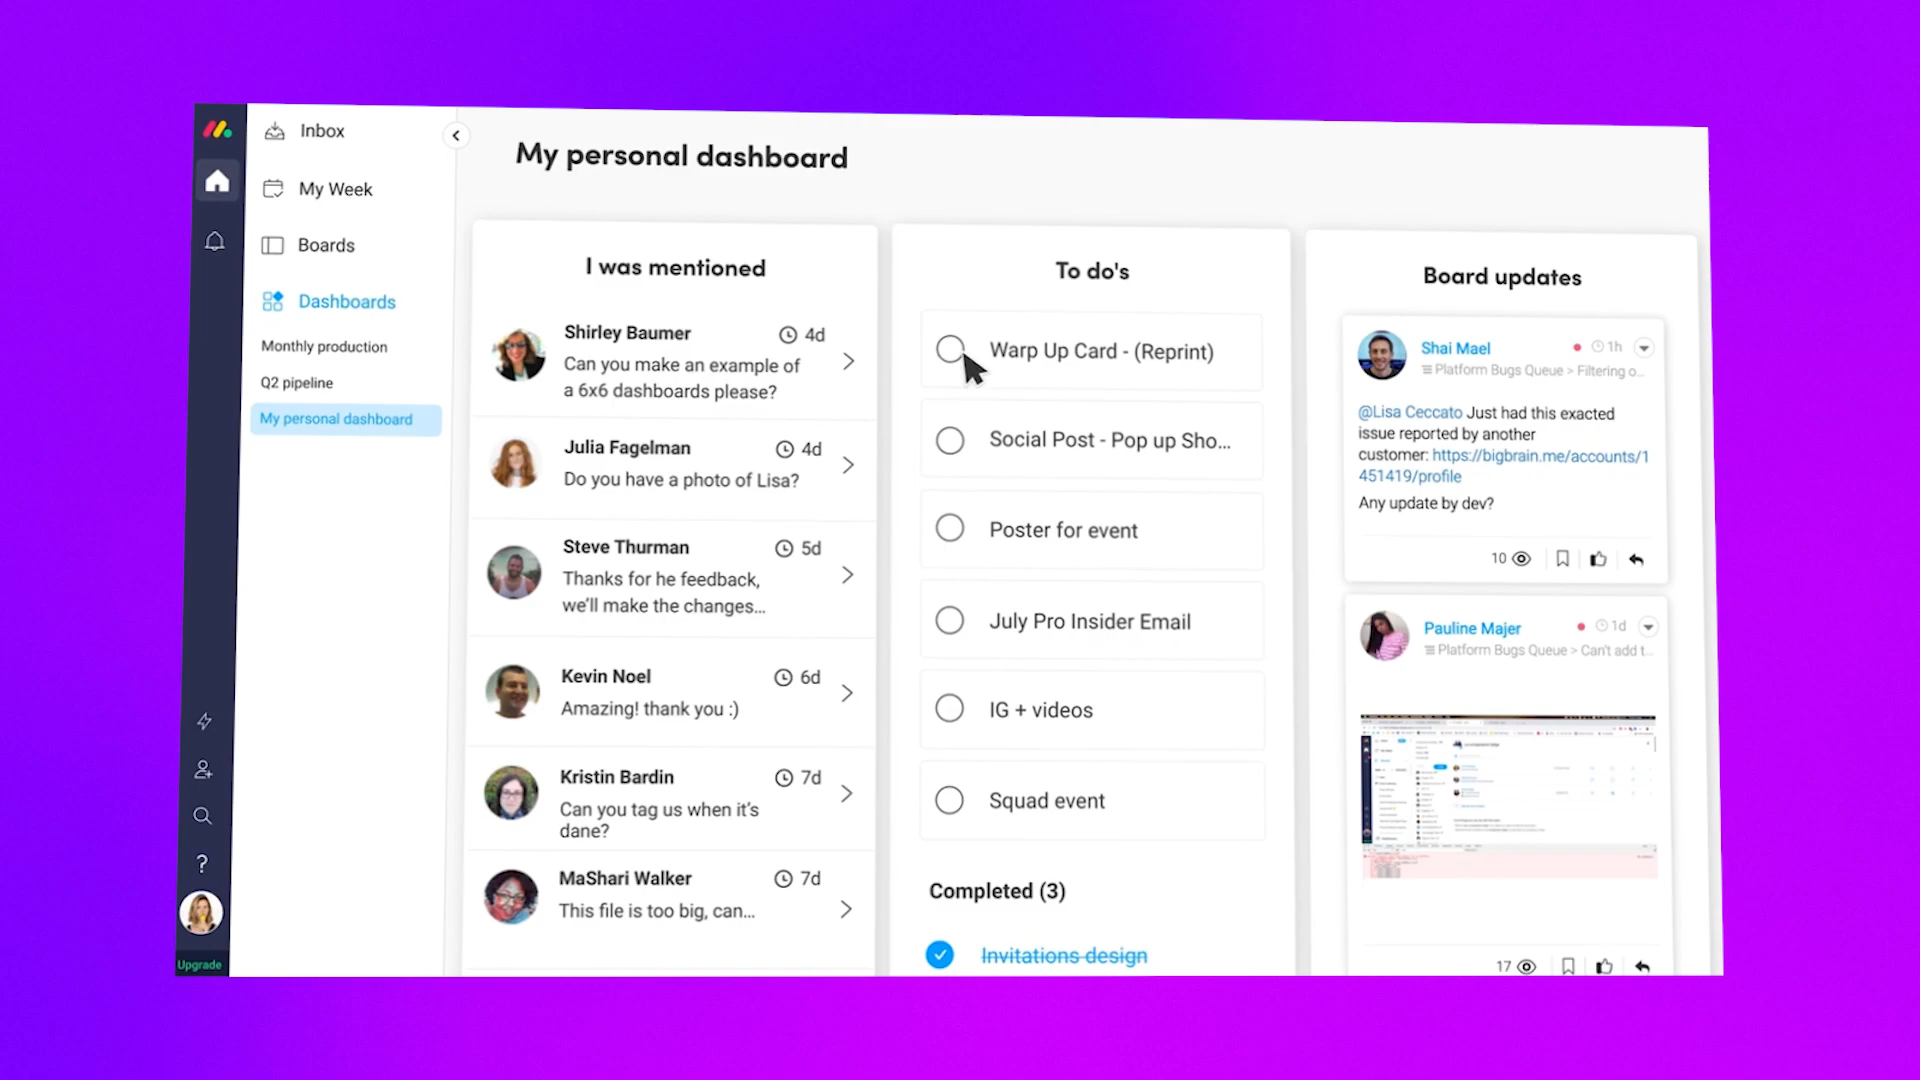 Inbox
My Week
Boards
Dashboards
Monthly production
Q2 pipeline
My personal dashboard
Upgrade
?
My personal dashboard
I was mentioned
Shirley Baumer 4d
Can you make an example of
a 6x6 dashboards please?
Julia Fagelman 4d
Do you have a photo of Lisa?
Steve Thurman 5d
Thanks for he feedback,
we'll make the changes...
Kevin Noel 6d
Amazing! thank you :)
Kristin Bardin 7d
Can you tag us when it's
dane?
MaShari Walker 7d
This file is too big, can...
To do's
Warp Up Card - (Reprint)
Social Post - Pop up Sho...
Poster for event
July Pro Insider Email
IG + videos
Squad event
Completed (3)
Invitations design
Board updates
Shai Mael 1h
Platform Bugs Queue > Filtering o...
@Lisa Ceccato Just had this exacted
issue reported by another
customer: https://bigbrain.me/accounts/1
451419/profile
Any update by dev?
10
Pauline Majer 1d
Platform Bugs Queue > Can't add t...
17